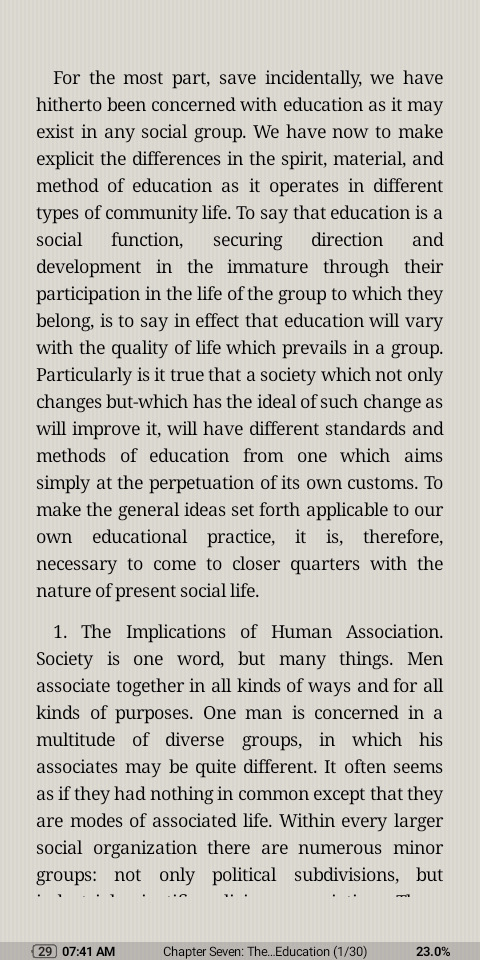 For the most part, save incidentally, we have
hitherto been concerned with education as it may
exist in any social group. We have now to make
explicit the differences in the spirit, material, and
method of education as it operates in different
types of community life. To say that education is a
social function, securing direction and
development in the immature through their
participation in the life of the group to which they
belong, is to say in effect that education will vary
with the quality of life which prevails in a group.
Particularly is it true that a society which not only
changes but-which has the ideal of such change as
will improve it, will have different standards and
methods of education from one which aims
simply at the perpetuation of its own customs. To
make the general ideas set forth applicable to our
own educational practice, it is, therefore,
necessary to come to closer quarters with the
nature of present social life.
1. The Implications of Human Association.
Society is one word, but many things. Men
associate together in all kinds of ways and for all
kinds of purposes. One man is concerned in a
multitude of diverse groups, in which his
associates may be quite different. It often seems
as if they had nothing in common except that they
are modes of associated life. Within every larger
social organization there are numerous minor
groups: not only political subdivisions, but
29 07:41 AM Chapter Seven: The...Education (1/30) 23.0%